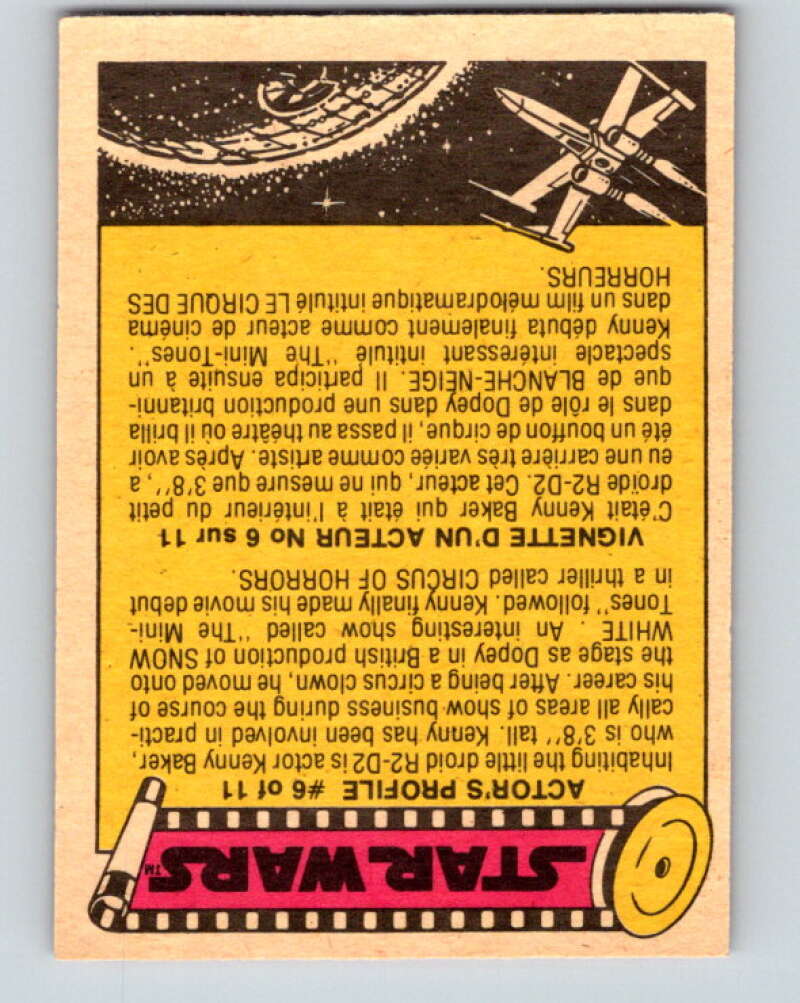 STAR WARS™
ACTOR'S PROFILE #6 of 11
Inhabiting the little droid R2-D2 is actor Kenny Baker,
who is 3'8'' tall. Kenny has been involved in practi-
cally all areas of show business during the course of
his career. After being a circus clown, he moved onto
the stage as Dopey in a British production of SNOW
WHITE . An interesting show called "The Mini-
Tones" followed. Kenny finally made his movie debut
in a thriller called CIRCUS OF HORRORS.
VIGNETTE D'UN ACTEUR No 6 sur 11
C'était Kenny Baker qui était à l'intérieur du petit
droïde R2-D2. Cet acteur, qui ne mesure que 3'8'', a
eu une carrière très variée comme artiste. Après avoir
été un bouffon de cirque, il passa au théâtre où il brilla
dans le rôle de Dopey dans une production britanni-
que de BLANCHE-NEIGE. Il participa ensuite à un
spectacle intéressant intitulé "The Mini-Tones".
Kenny débuta finalement comme acteur de cinéma
dans un film mélodramatique intitulé LE CIRQUE DES
HORREURS.